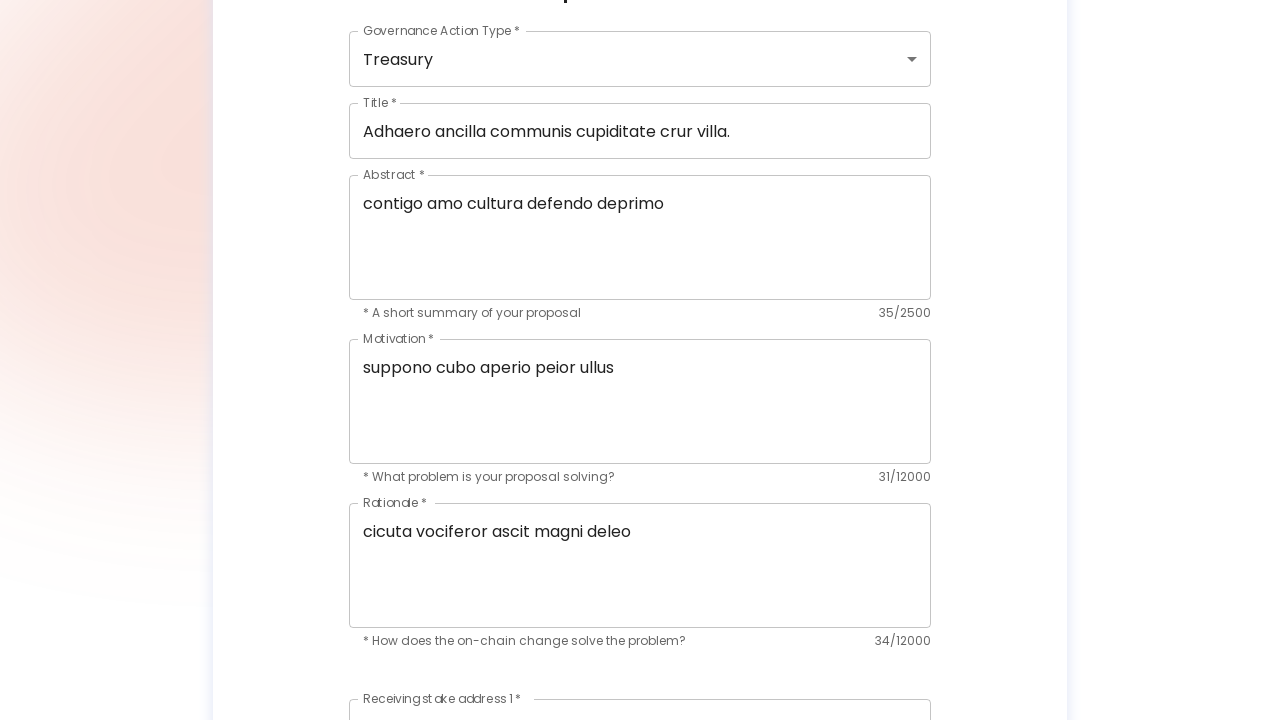 Governance Action Type *
Treasury
Title *
Adhaero ancilla communis cupiditate crur villa.
Abstract *
contigo amo cultura defendo deprimo
* A short summary of your proposal 35/2500
Motivation *
suppono cubo aperio peior ullus
* What problem is your proposal solving? 31/12000
Rationale *
cicuta vociferor ascit magni deleo
* How does the on-chain change solve the problem? 34/12000
Receiving stake address 1 *